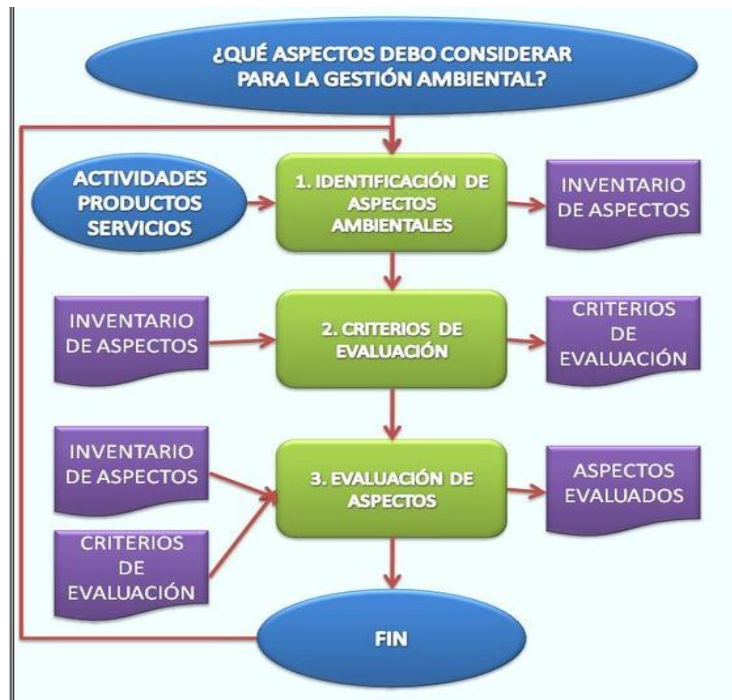 ¿QUÉ ASPECTOS DEBO CONSIDERAR
PARA LA GESTIÓN AMBIENTAL?
ACTIVIDADES
PRODUCTOS
SERVICIOS
1. IDENTIFICACIÓN DE
ASPECTOS
AMBIENTALES
INVENTARIO
DE ASPECTOS
INVENTARIO
DE ASPECTOS
2. CRITERIOS DE
EVALUACIÓN
CRITERIOS
DE
EVALUACIÓN
INVENTARIO
DE ASPECTOS
CRITERIOS
DE
EVALUACIÓN
3. EVALUACIÓN DE
ASPECTOS
ASPECTOS
EVALUADOS
FIN